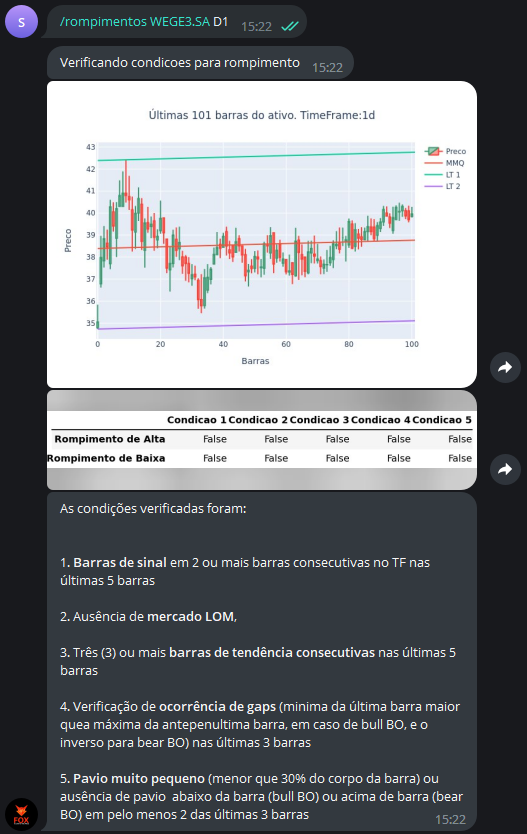 S
/rompimentos WEGE3.SA D1 15:22
Verificando condicoes para rompimento 15:22
Últimas 101 barras do ativo. TimeFrame:1d
43
42
41
40
39
38
37
36
35
Preco
0 20 40 60 80 100
Barras
Preco
MMQ
LT 1
LT 2
Condicao 1 Condicao 2 Condicao 3 Condicao 4 Condicao 5
Rompimento de Alta False False False False False
Rompimento de Baixa False False False False False
As condições verificadas foram:
1. Barras de sinal em 2 ou mais barras consecutivas no TF nas
últimas 5 barras
2. Ausência de mercado LOM,
3. Três (3) ou mais barras de tendência consecutivas nas últimas 5
barras
4. Verificação de ocorrência de gaps (minima da última barra maior
quea máxima da antepenultima barra, em caso de bull BO, e o
inverso para bear BO) nas últimas 3 barras
5. Pavio muito pequeno (menor que 30% do corpo da barra) ou
ausência de pavio  abaixo da barra (bull BO) ou acima de barra (bear
BO) em pelo menos 2 das últimas 3 barras
15:22
FOX